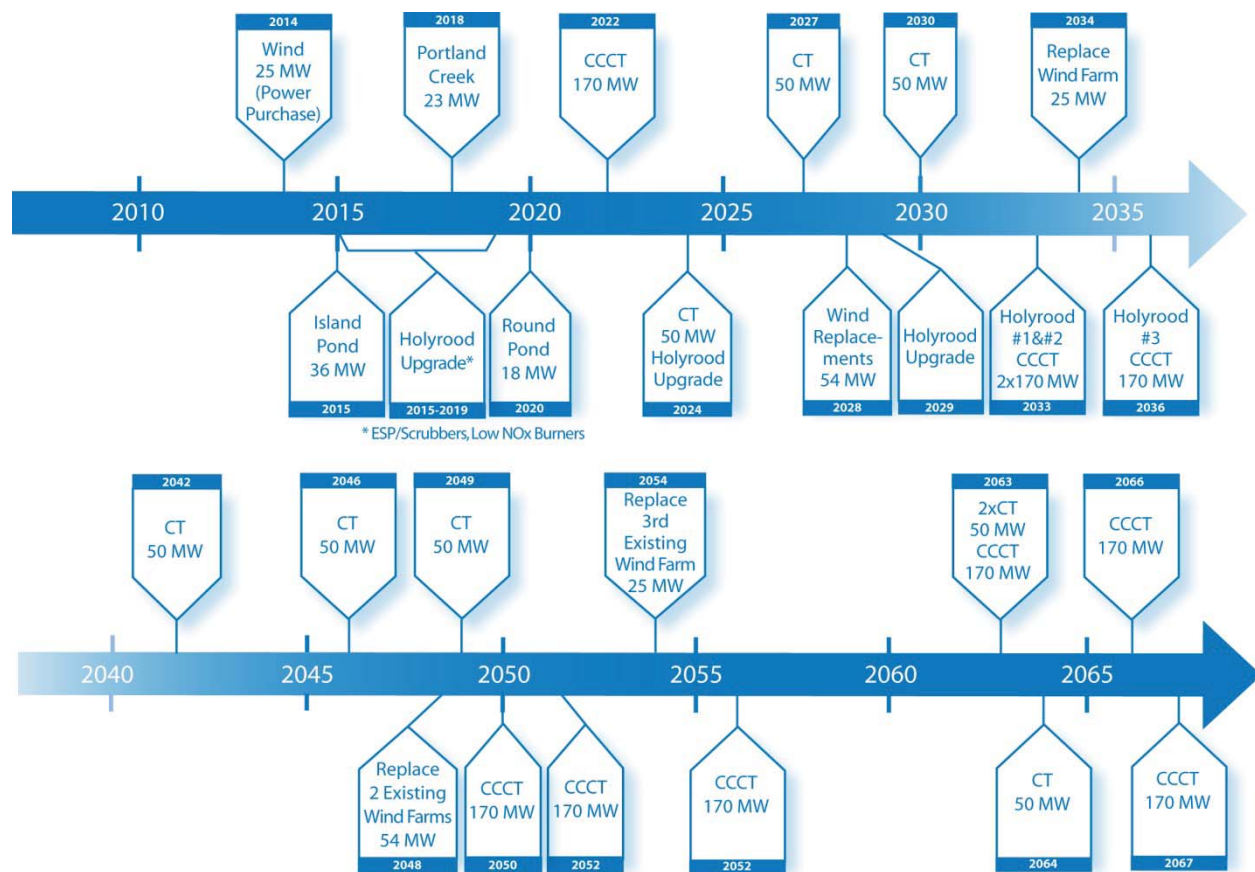 2014
Wind
25 MW
(Power
Purchase)
2018
Portland
Creek
23 MW
2022
CCCT
170 MW
2027
CT
50 MW
2030
CT
50 MW
2034
Replace
Wind Farm
25 MW
2010
2015
2020
2025
2030
2035
Island
Pond
36 MW
2015
Holyrood
Upgrade*
2015-2019
Round
Pond
18 MW
2020
CT
50 MW
Holyrood
Upgrade
2024
Wind
Replace-
ments
54 MW
2028
Holyrood
Upgrade
2029
Holyrood
#1&#2
CCCT
2x170 MW
2033
Holyrood
#3
CCCT
170 MW
2036
* ESP/Scrubbers, Low NOx Burners
2042
CT
50 MW
2046
CT
50 MW
2049
CT
50 MW
2054
Replace
3rd
Existing
Wind Farm
25 MW
2063
2xCT
50 MW
CCCT
170 MW
2066
CCCT
170 MW
2040
2045
2050
2055
2060
2065
Replace
2 Existing
Wind Farms
54 MW
2048
CCCT
170 MW
2050
CCCT
170 MW
2052
CCCT
170 MW
2052
CT
50 MW
2064
CCCT
170 MW
2067